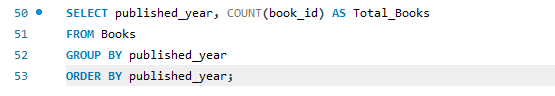 50 SELECT published_year, COUNT(book_id) AS Total_Books
51 FROM Books
52 GROUP BY published_year
53 ORDER BY published_year;